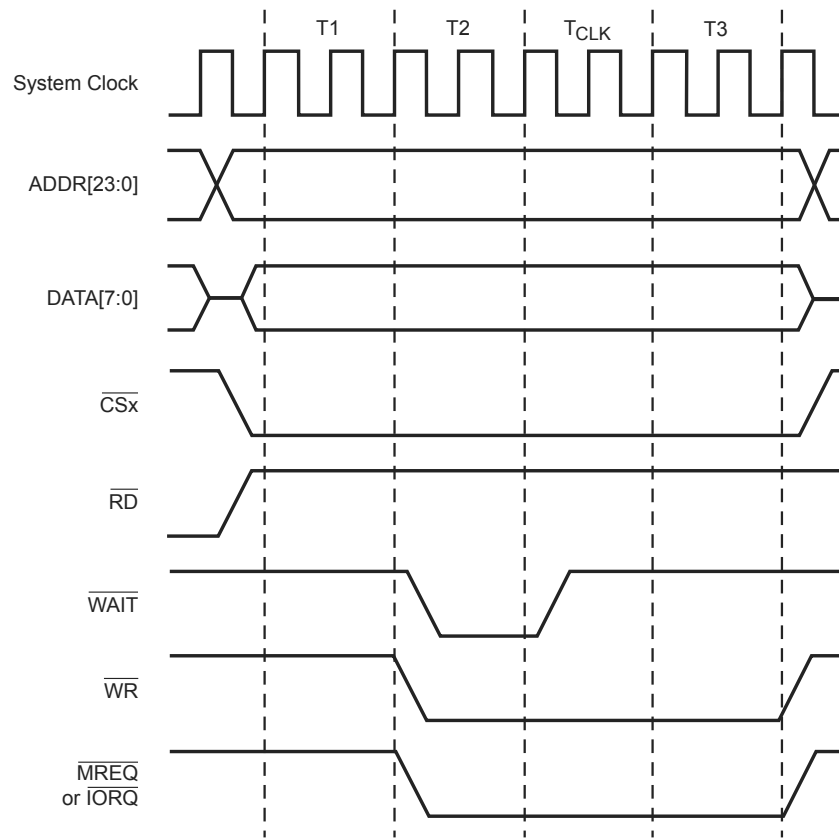 T1 T2 TCLK T3
System Clock
ADDR[23:0]
DATA[7:0]
CSx
RD
WAIT
WR
MREQ
or IORQ